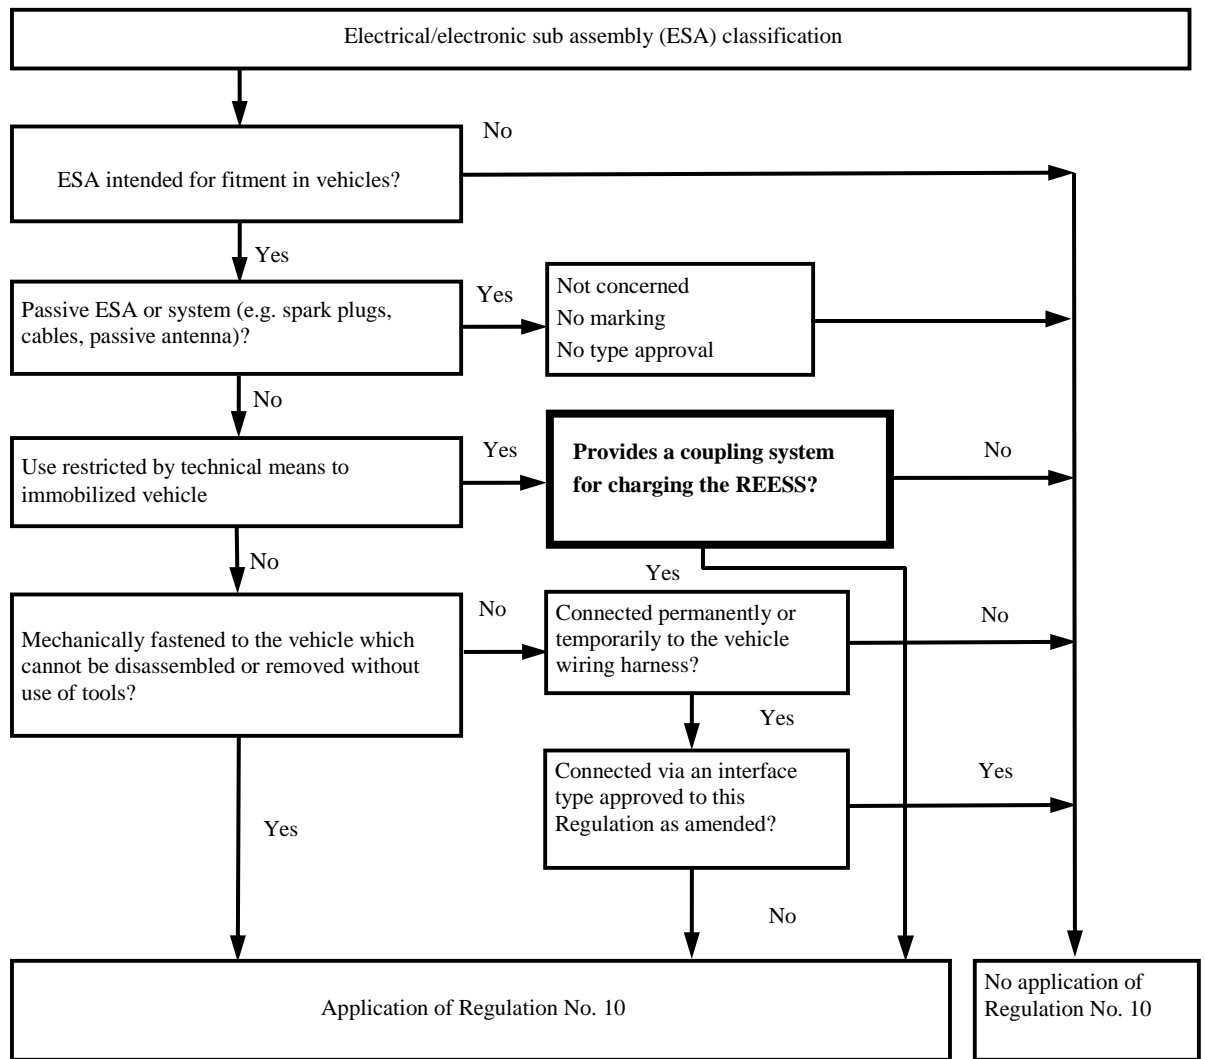 Electrical/electronic sub assembly (ESA) classification
No
ESA intended for fitment in vehicles?
Yes
Passive ESA or system (e.g. spark plugs,
cables, passive antenna)?
Yes
Not concerned
No marking
No type approval
No
Use restricted by technical means to
immobilized vehicle
Yes
Provides a coupling system
for charging the REESS?
No
No
Yes
Mechanically fastened to the vehicle which
cannot be disassembled or removed without
use of tools?
No
Connected permanently or
temporarily to the vehicle
wiring harness?
No
Yes
Connected via an interface
type approved to this
Regulation as amended?
Yes
Yes
No
Application of Regulation No. 10
No application of
Regulation No. 10